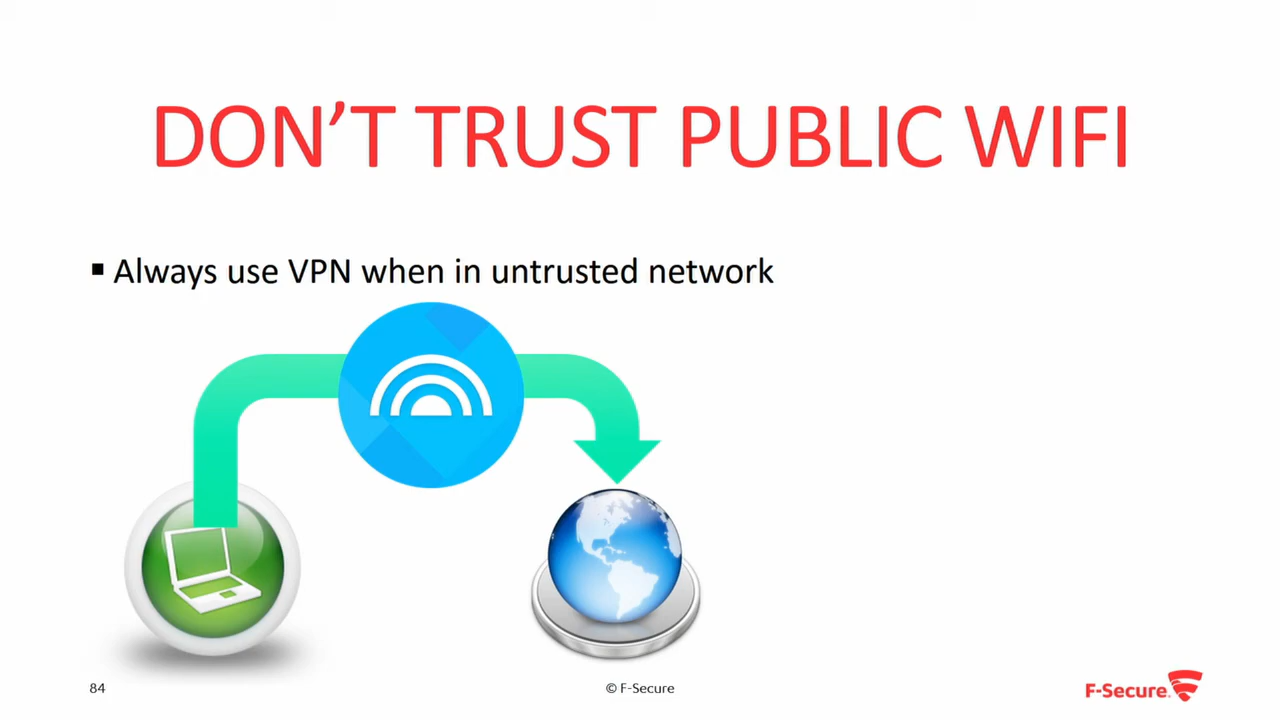 DON’T TRUST PUBLIC WIFI
▪ Always use VPN when in untrusted network
84
© F-Secure
F-Secure.